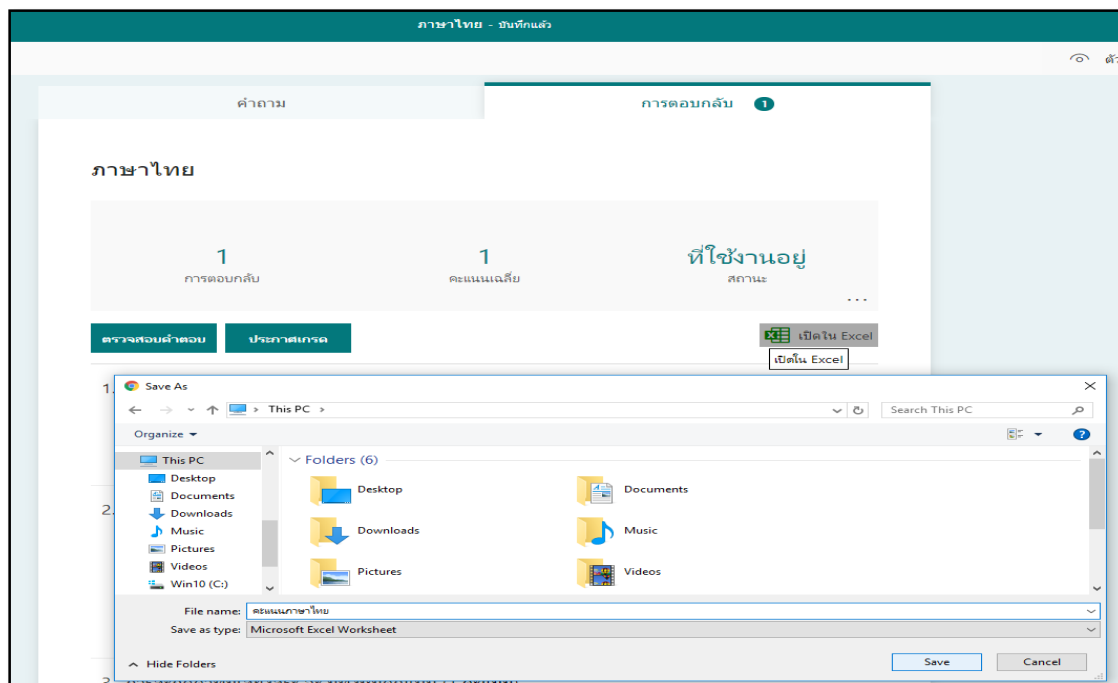 ภาษาไทย - บันทึกแล้ว
คำถาม
การตอบกลับ 1
ภาษาไทย
1
การตอบกลับ
1
คะแนนเฉลี่ย
ที่ใช้งานอยู่
สถานะ
...
ตรวจสอบคำตอบ
ประกาศเกรด
เปิดใน Excel
เปิดใน Excel
1.
Save As
This PC
Search This PC
Organize
This PC
Desktop
Documents
Downloads
Music
Pictures
Videos
Win10 (C:)
Folders (6)
Desktop
Documents
Downloads
Music
Pictures
Videos
2.
File name: คะแนนภาษาไทย
Save as type: Microsoft Excel Worksheet
Hide Folders
Save
Cancel